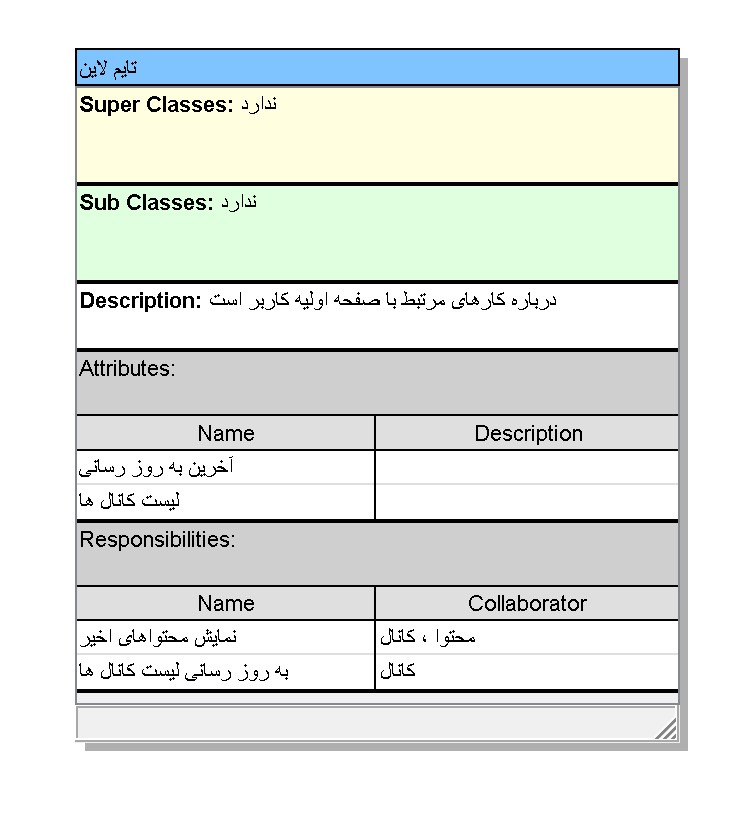 تایم لاین
Super Classes: ندارد
Sub Classes: ندارد
Description: درباره کارهای مرتبط با صفحه اولیه کاربر است
Attributes:
Name Description
آخرین به روز رسانی
لیست کانال ها
Responsibilities:
Name Collaborator
نمایش محتواهای اخیر محتوا ، کانال
به روز رسانی لیست کانال ها کانال